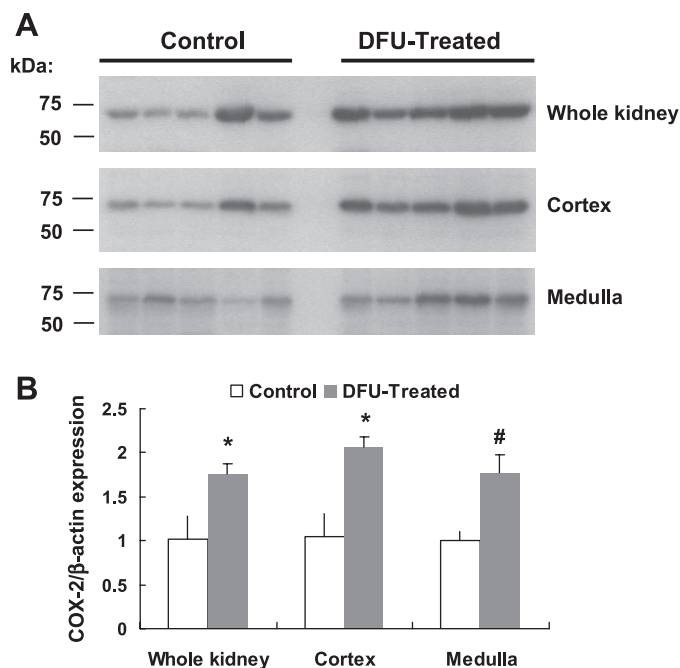 A
Control DFU-Treated
kDa:
75
50
Whole kidney
75
50
Cortex
75
50
Medulla
B
Control DFU-Treated
COX-2/β-actin expression
2.5
2
1.5
1
0.5
0
* * #
Whole kidney Cortex Medulla